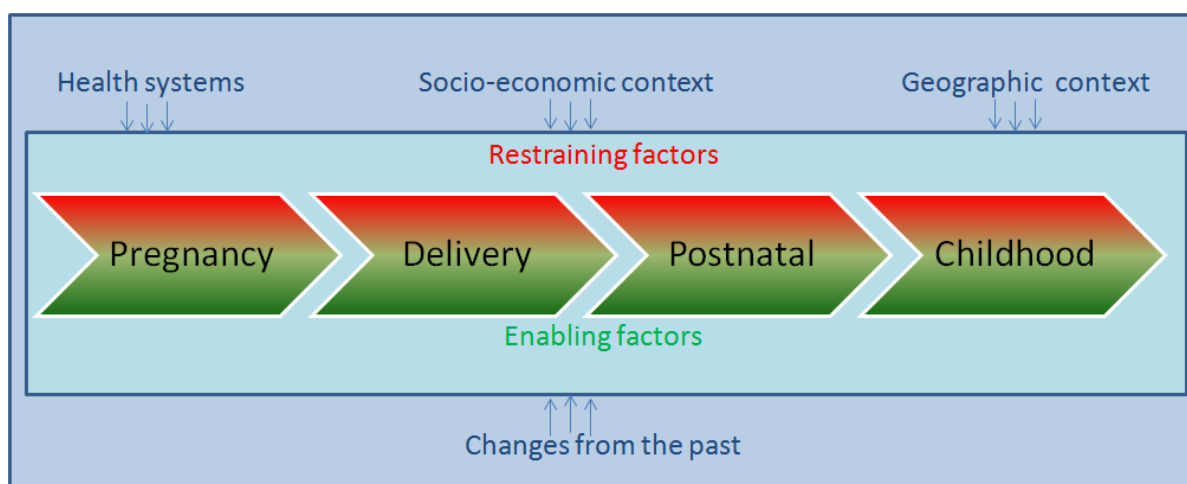 Health systems
Socio-economic context
Geographic context
Restraining factors
Pregnancy
Delivery
Postnatal
Childhood
Enabling factors
Changes from the past